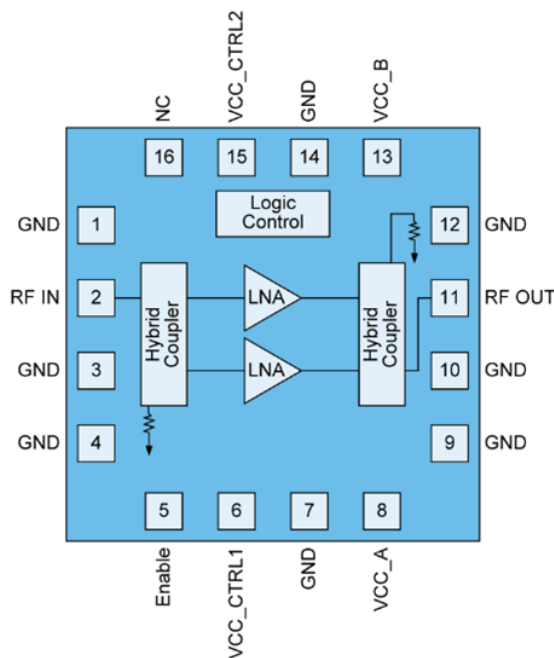 NC
VCC_CTRL2
GND
VCC_B
16
15
14
13
Logic
Control
GND
1
12
GND
RF IN
2
Hybrid
Coupler
LNA
Hybrid
Coupler
11
RF OUT
GND
3
LNA
10
GND
GND
4
9
GND
5
6
7
8
Enable
VCC_CTRL1
GND
VCC_A